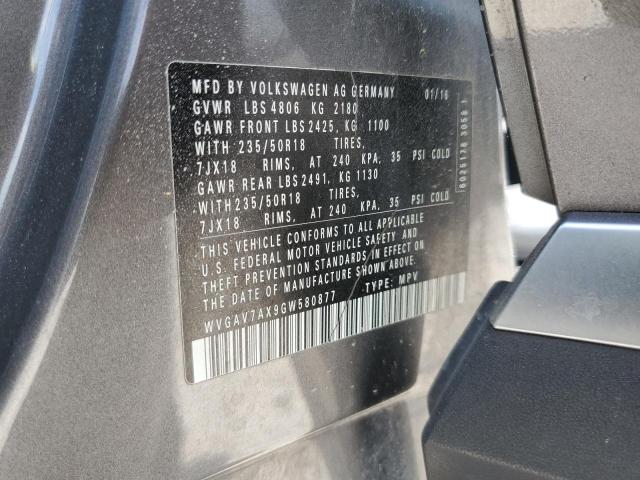 MFD BY VOLKSWAGEN AG GERMANY 01/16
GVWR LBS 4806 KG 2180
GAWR FRONT LBS 2425, KG 1100
WITH 235/50R18 TIRES,
7JX18 RIMS, AT 240 KPA, 35 PSI COLD
GAWR REAR LBS 2491, KG 1130
WITH 235/50R18 TIRES,
7JX18 RIMS, AT 240 KPA, 35 PSI COLD
THIS VEHICLE CONFORMS TO ALL APPLICABLE
U.S. FEDERAL MOTOR VEHICLE SAFETY AND
THEFT PREVENTION STANDARDS IN EFFECT ON
THE DATE OF MANUFACTURE SHOWN ABOVE.
WVGAV7AX9GW580877 TYPE: MPV
6025178 3058 1